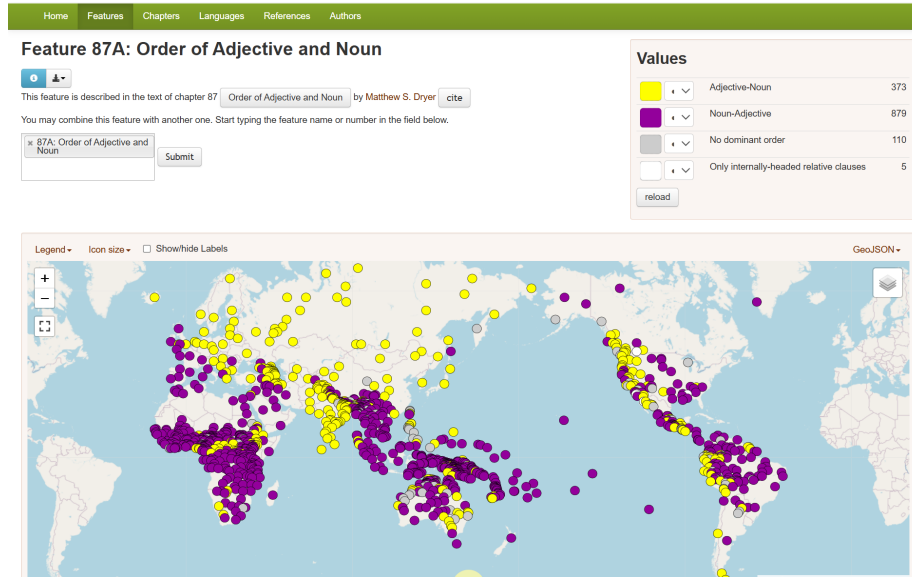 Home Features Chapters Languages References Authors
Feature 87A: Order of Adjective and Noun
This feature is described in the text of chapter 87 Order of Adjective and Noun by Matthew S. Dryer cite
You may combine this feature with another one. Start typing the feature name or number in the field below.
× 87A: Order of Adjective and
Noun
Submit
Values
Adjective-Noun 373
Noun-Adjective 879
No dominant order 110
Only internally-headed relative clauses 5
reload
Legend Icon size Show/hide Labels GeoJSON
+
−